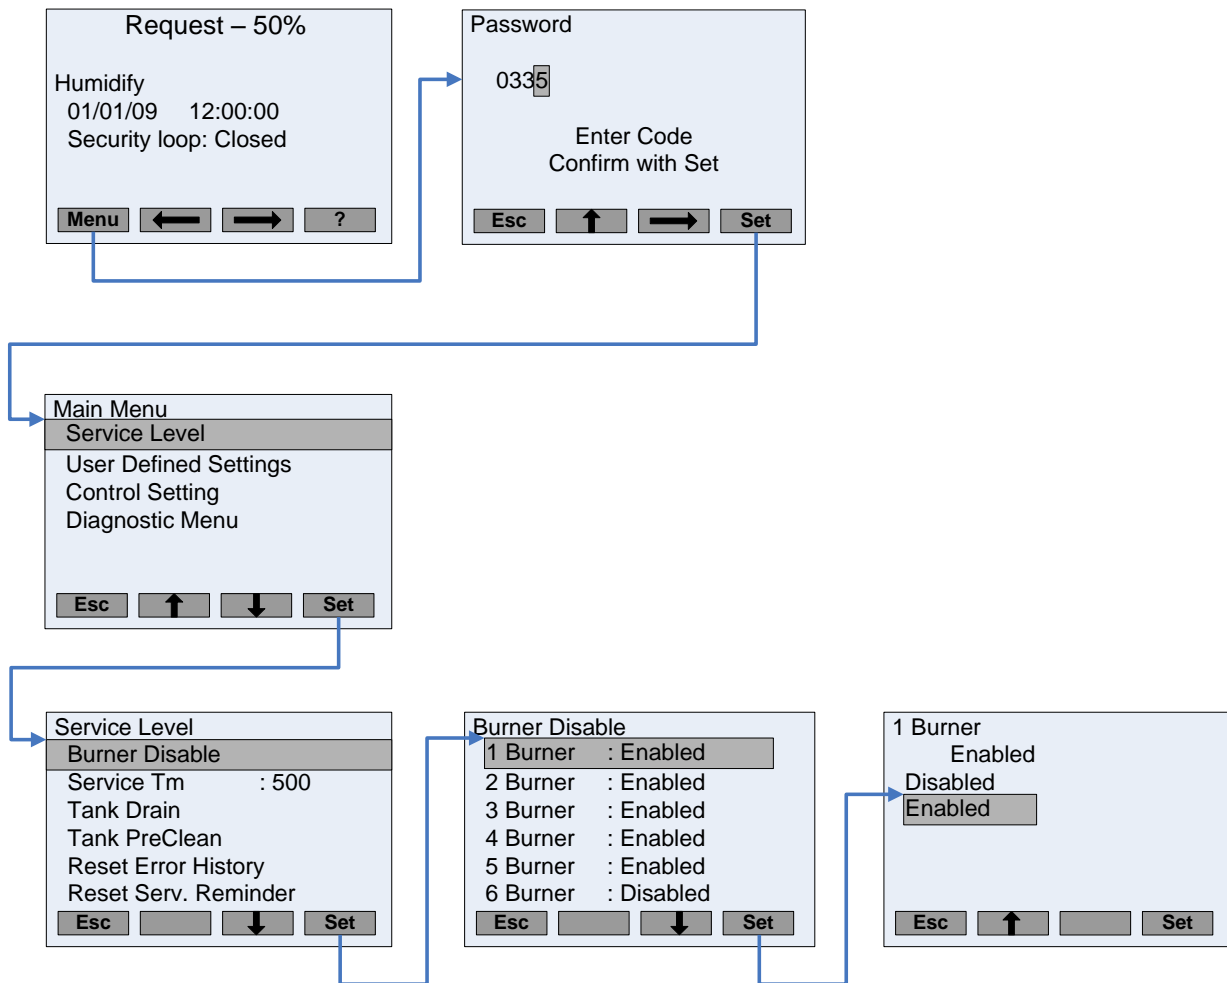 Request – 50%
Humidify
01/01/09 12:00:00
Security loop: Closed
Menu ?
Password
0335
Enter Code
Confirm with Set
Esc Set
Main Menu
Service Level
User Defined Settings
Control Setting
Diagnostic Menu
Esc Set
Service Level
Burner Disable
Service Tm : 500
Tank Drain
Tank PreClean
Reset Error History
Reset Serv. Reminder
Esc Set
Burner Disable
1 Burner : Enabled
2 Burner : Enabled
3 Burner : Enabled
4 Burner : Enabled
5 Burner : Enabled
6 Burner : Disabled
Esc Set
1 Burner
Enabled
Disabled
Enabled
Esc Set